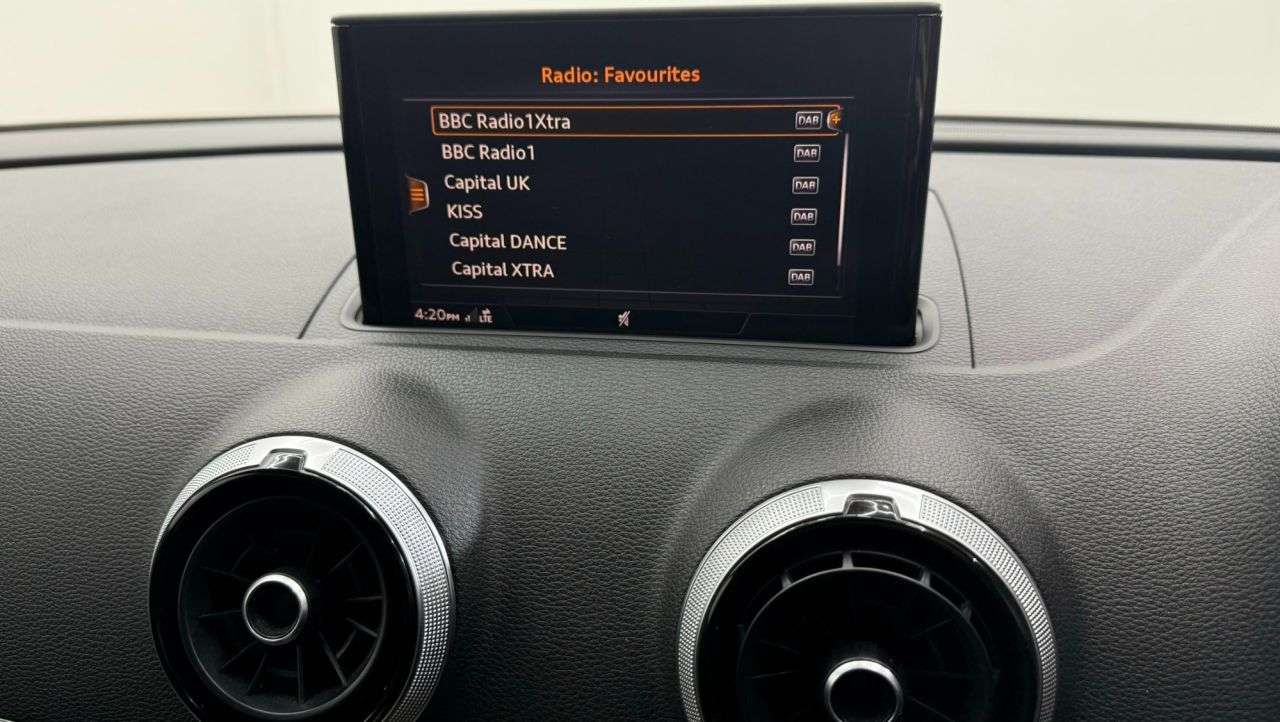 Radio: Favourites
BBC Radio1Xtra DAB
BBC Radio1 DAB
Capital UK DAB
KISS DAB
Capital DANCE DAB
Capital XTRA DAB
4:20PM LTE